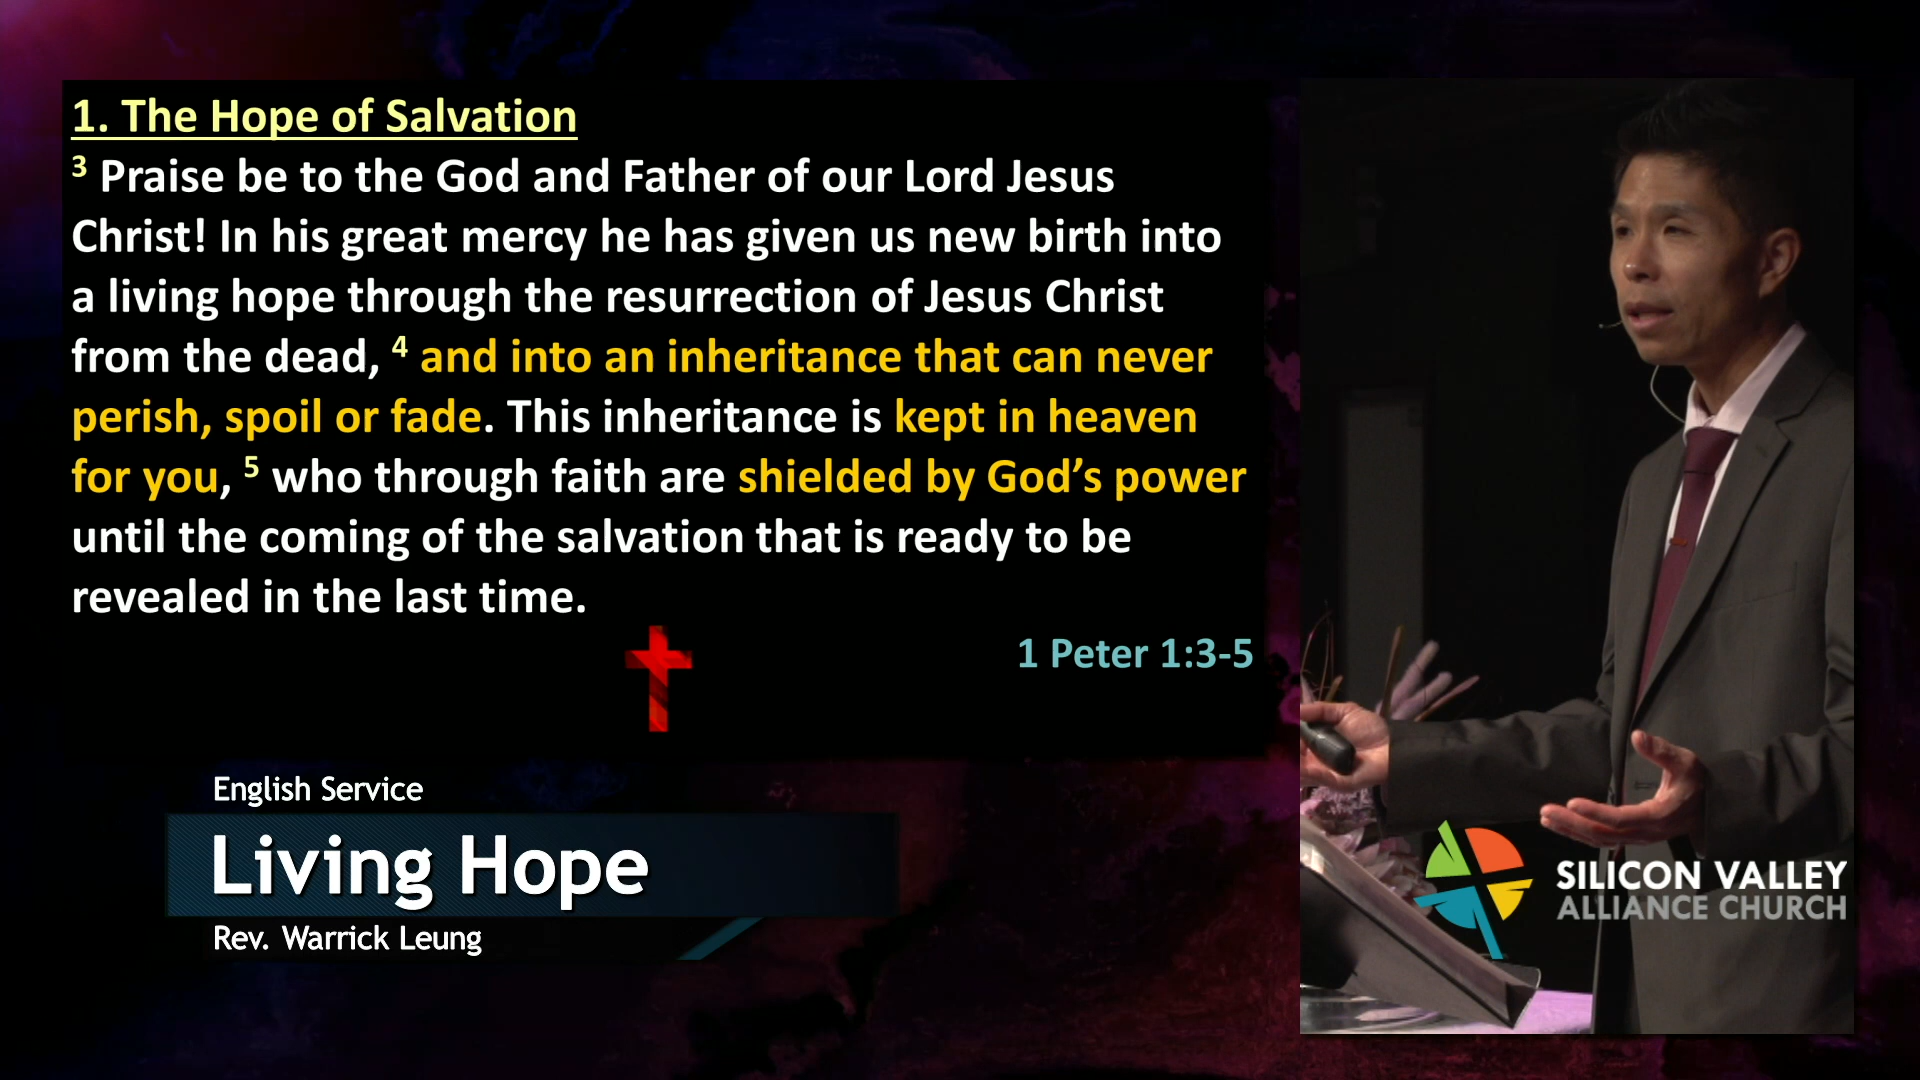 1. The Hope of Salvation
3 Praise be to the God and Father of our Lord Jesus
Christ! In his great mercy he has given us new birth into
a living hope through the resurrection of Jesus Christ
from the dead, 4 and into an inheritance that can never
perish, spoil or fade. This inheritance is kept in heaven
for you, 5 who through faith are shielded by God’s power
until the coming of the salvation that is ready to be
revealed in the last time.
1 Peter 1:3-5
English Service
Living Hope
Rev. Warrick Leung
SILICON VALLEY
ALLIANCE CHURCH